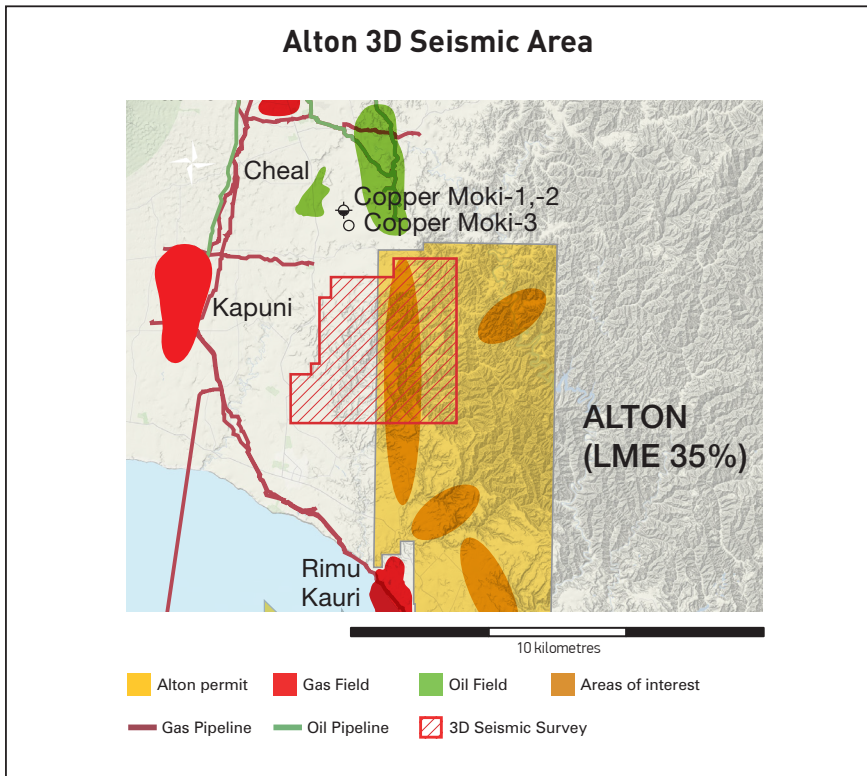 Alton 3D Seismic Area
Cheal
Copper Moki-1,-2
Copper Moki-3
Kapuni
ALTON
(LME 35%)
Rimu
Kauri
10 kilometres
Alton permit
Gas Field
Oil Field
Areas of interest
Gas Pipeline
Oil Pipeline
3D Seismic Survey